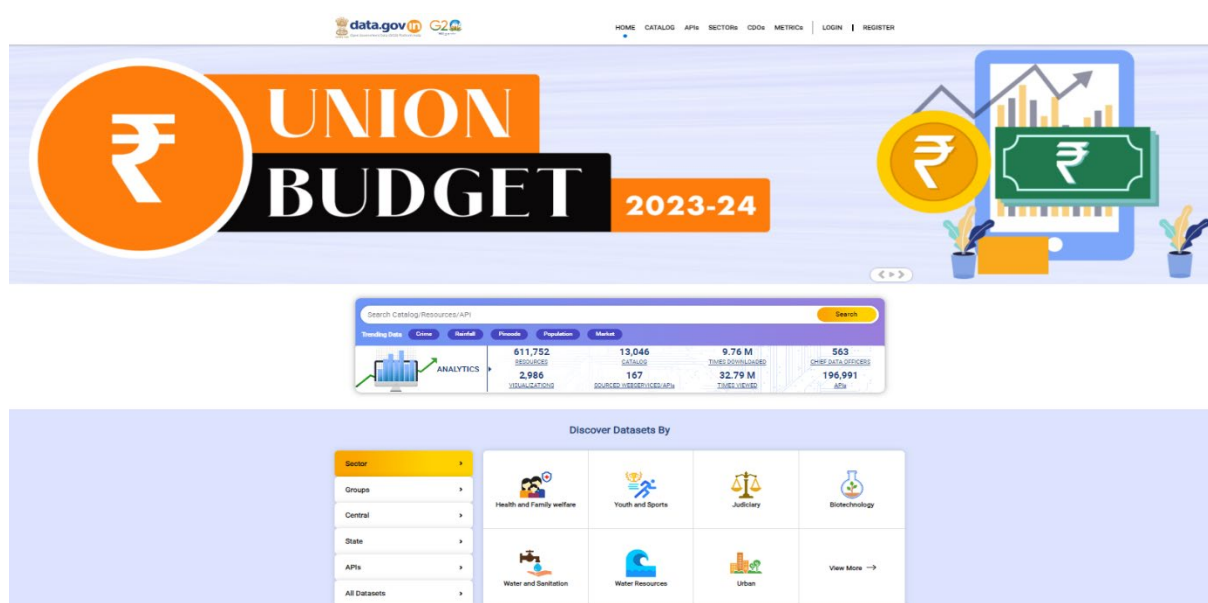 data.gov in G20
HOME CATALOG APIs SECTORs CDOs METRICs LOGIN REGISTER
₹ UNION
BUDGET 2023-24
₹ ₹
Search Catalog/Resources/API Search
Trending Data Crime Rainfall Pincode Population Market
ANALYTICS
611,752 13,046 9.76 M 563
RESOURCES CATALOG TIMES DOWNLOADED CHIEF DATA OFFICERS
2,986 167 32.79 M 196,991
VISUALIZATIONS SOURCED WEBSERVICES/APIs TIMES VIEWED APIs
Discover Datasets By
Sector
Groups
Central
State
APIs
All Datasets
Health and Family welfare Youth and Sports Judiciary Biotechnology
Water and Sanitation Water Resources Urban View More